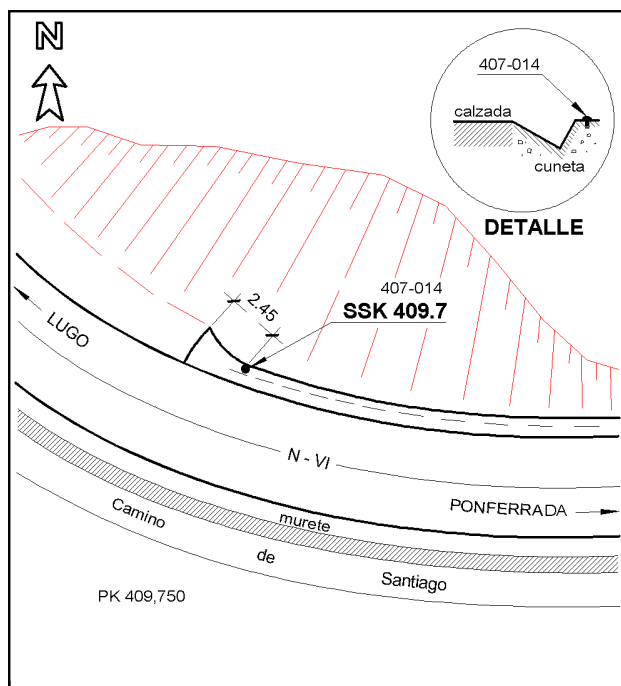 N
407-014
calzada
cuneta
DETALLE
407-014
SSK 409.7
2.45
LUGO
N - VI
PONFERRADA
murete
Camino
de
Santiago
PK 409,750